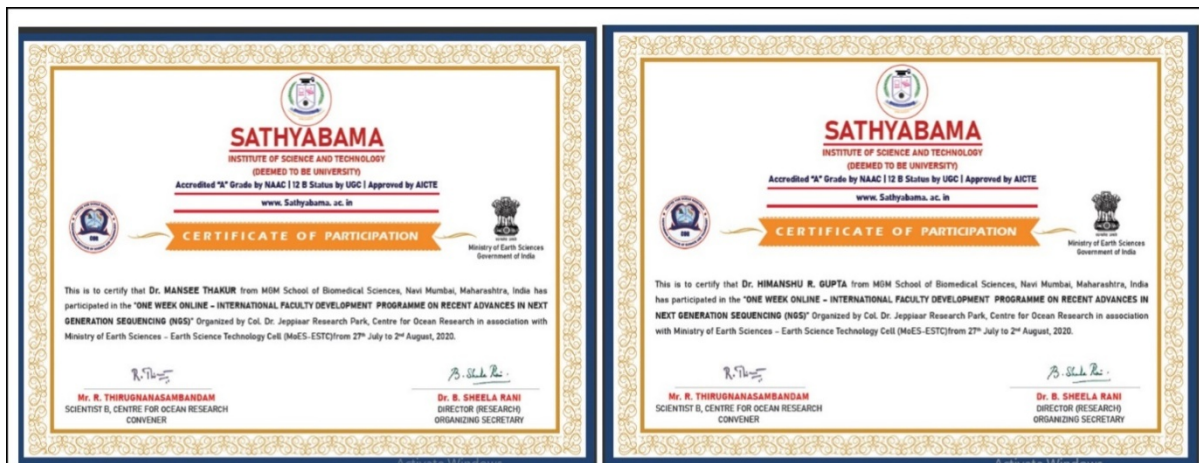 SATHYABAMA
INSTITUTE OF SCIENCE AND TECHNOLOGY
(DEEMED TO BE UNIVERSITY)
Accredited "A" Grade by NAAC | 12 B Status by UGC | Approved by AICTE
www. Sathyabama. ac. in
CERTIFICATE OF PARTICIPATION
Ministry of Earth Sciences
Government of India
This is to certify that Dr. MANSEE THAKUR from MGM School of Biomedical Sciences, Navi Mumbai, Maharashtra, India has
participated in the "ONE WEEK ONLINE – INTERNATIONAL FACULTY DEVELOPMENT PROGRAMME ON RECENT ADVANCES IN NEXT
GENERATION SEQUENCING (NGS)" Organized by Col. Dr. Jeppiaar Research Park, Centre for Ocean Research in association with
Ministry of Earth Sciences – Earth Science Technology Cell (MoES-ESTC)from 27th July to 2nd August, 2020.
R. Thi
B. Sheela Rani.
Mr. R. THIRUGNANASAMBANDAM
SCIENTIST B, CENTRE FOR OCEAN RESEARCH
CONVENER
Dr. B. SHEELA RANI
DIRECTOR (RESEARCH)
ORGANIZING SECRETARY
Activate Windows
SATHYABAMA
INSTITUTE OF SCIENCE AND TECHNOLOGY
(DEEMED TO BE UNIVERSITY)
Accredited "A" Grade by NAAC | 12 B Status by UGC | Approved by AICTE
www. Sathyabama. ac. in
CERTIFICATE OF PARTICIPATION
Ministry of Earth Sciences
Government of India
This is to certify that Dr. HIMANSHU R. GUPTA from MGM School of Biomedical Sciences, Navi Mumbai, Maharashtra, India
has participated in the "ONE WEEK ONLINE – INTERNATIONAL FACULTY DEVELOPMENT PROGRAMME ON RECENT ADVANCES IN
NEXT GENERATION SEQUENCING (NGS)" Organized by Col. Dr. Jeppiaar Research Park, Centre for Ocean Research in association
with Ministry of Earth Sciences – Earth Science Technology Cell (MoES-ESTC)from 27th July to 2nd August, 2020.
R. Thi
B. Sheela Rani.
Mr. R. THIRUGNANASAMBANDAM
SCIENTIST B, CENTRE FOR OCEAN RESEARCH
CONVENER
Dr. B. SHEELA RANI
DIRECTOR (RESEARCH)
ORGANIZING SECRETARY
Activate Windows